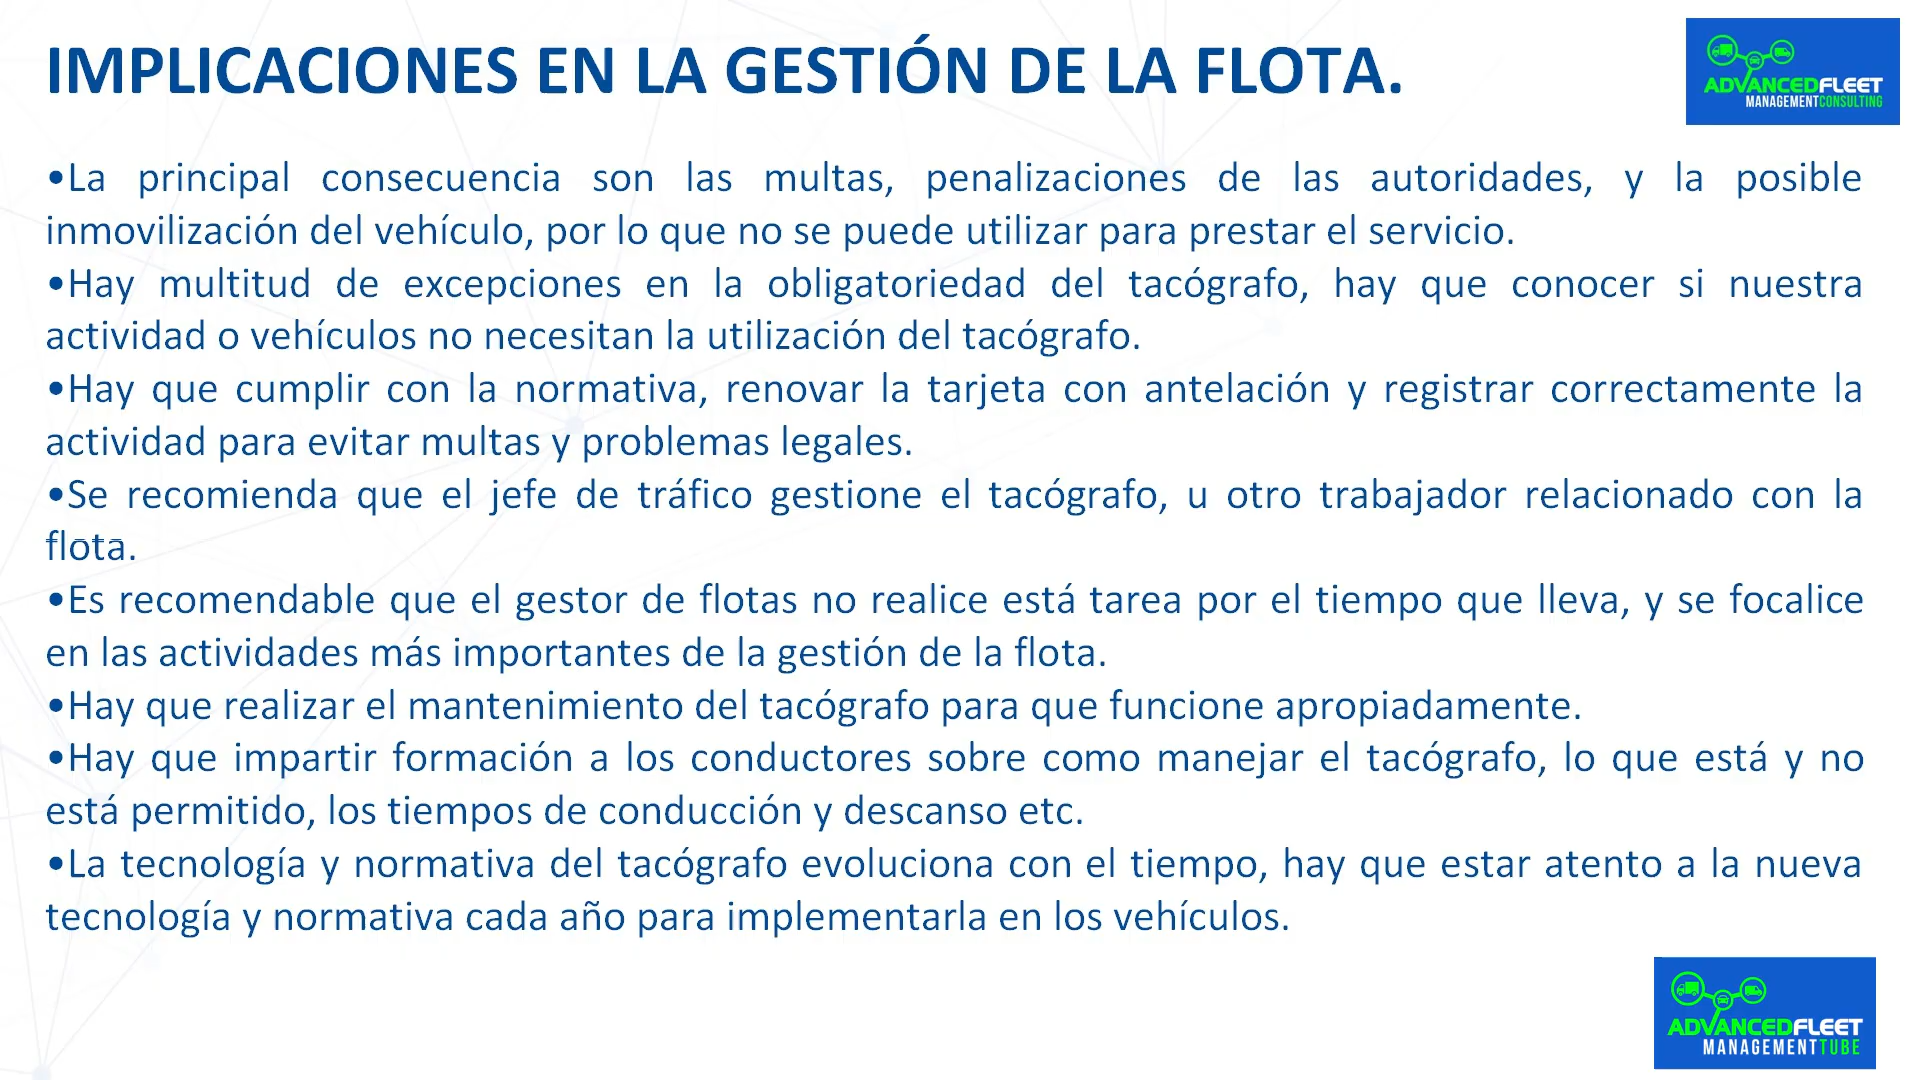 IMPLICACIONES EN LA GESTIÓN DE LA FLOTA.
ADVANCEDFLEET
MANAGEMENTCONSULTING
•La principal consecuencia son las multas, penalizaciones de las autoridades, y la posible
inmovilización del vehículo, por lo que no se puede utilizar para prestar el servicio.
•Hay multitud de excepciones en la obligatoriedad del tacógrafo, hay que conocer si nuestra
actividad o vehículos no necesitan la utilización del tacógrafo.
•Hay que cumplir con la normativa, renovar la tarjeta con antelación y registrar correctamente la
actividad para evitar multas y problemas legales.
•Se recomienda que el jefe de tráfico gestione el tacógrafo, u otro trabajador relacionado con la
flota.
•Es recomendable que el gestor de flotas no realice está tarea por el tiempo que lleva, y se focalice
en las actividades más importantes de la gestión de la flota.
•Hay que realizar el mantenimiento del tacógrafo para que funcione apropiadamente.
•Hay que impartir formación a los conductores sobre como manejar el tacógrafo, lo que está y no
está permitido, los tiempos de conducción y descanso etc.
•La tecnología y normativa del tacógrafo evoluciona con el tiempo, hay que estar atento a la nueva
tecnología y normativa cada año para implementarla en los vehículos.
ADVANCEDFLEET
MANAGEMENTTUBE